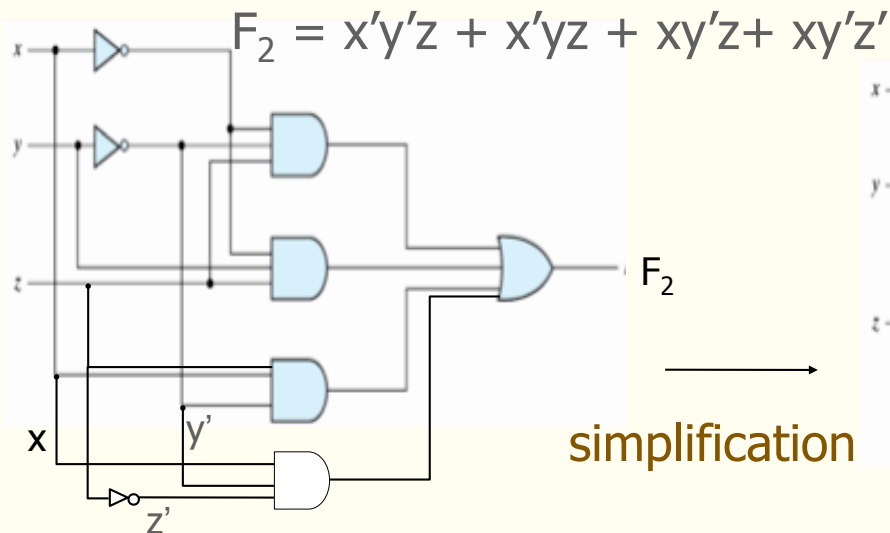 F₂ = x′y′z + x′yz + xy′z+ xy′z′
x
x
y
y
z
F₂
z
x
y’
simplification
z’